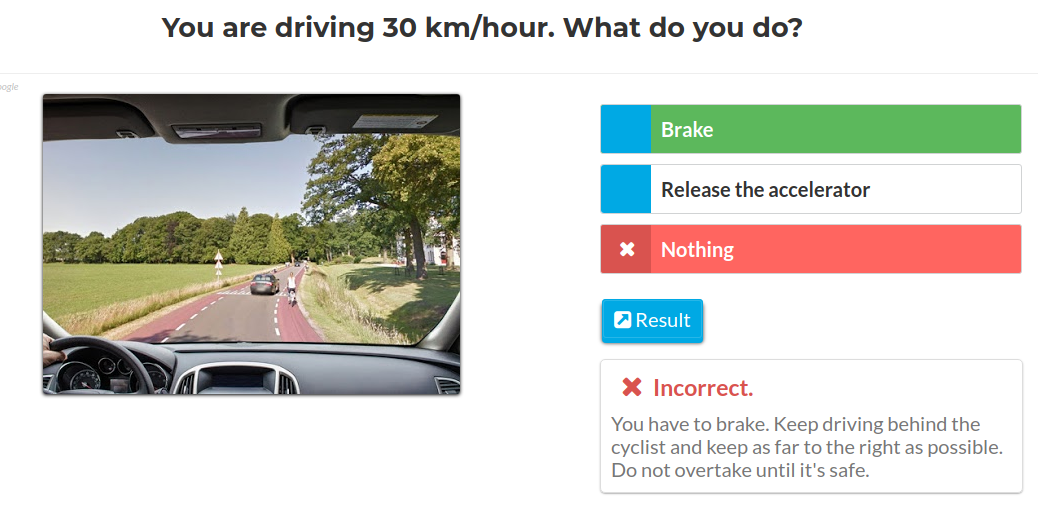 You are driving 30 km/hour. What do you do?
Brake
Release the accelerator
Nothing
Result
Incorrect.
You have to brake. Keep driving behind the
cyclist and keep as far to the right as possible.
Do not overtake until it's safe.